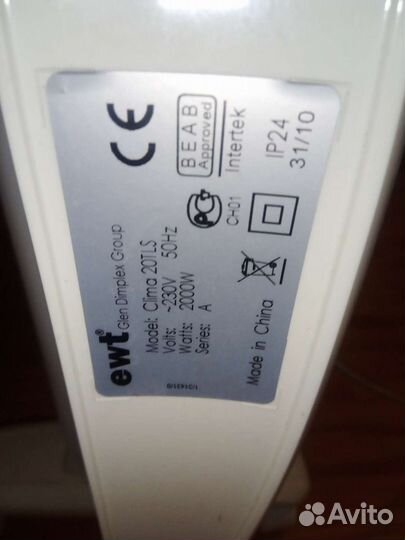 ewt®
Glen Dimplex Group
Model: Clima 20TLS
Volts: ~230V 50Hz
Watts: 2000W
Series: A
CE
BEAB
Approved
Intertek
IP24
31/10
PC
CH01
Made in China
Avito